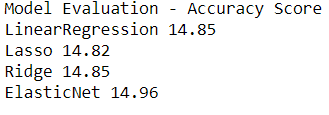 Model Evaluation - Accuracy Score
LinearRegression 14.85
Lasso 14.82
Ridge 14.85
ElasticNet 14.96